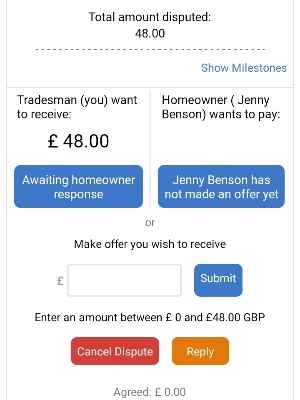 Total amount disputed:
48.00
Show Milestones
Tradesman (you) want
to receive:
£ 48.00
Awaiting homeowner
response
Homeowner ( Jenny
Benson) wants to pay:
Jenny Benson has
not made an offer yet
or
Make offer you wish to receive
£
Submit
Enter an amount between £ 0 and £48.00 GBP
Cancel Dispute
Reply
Agreed: £ 0.00